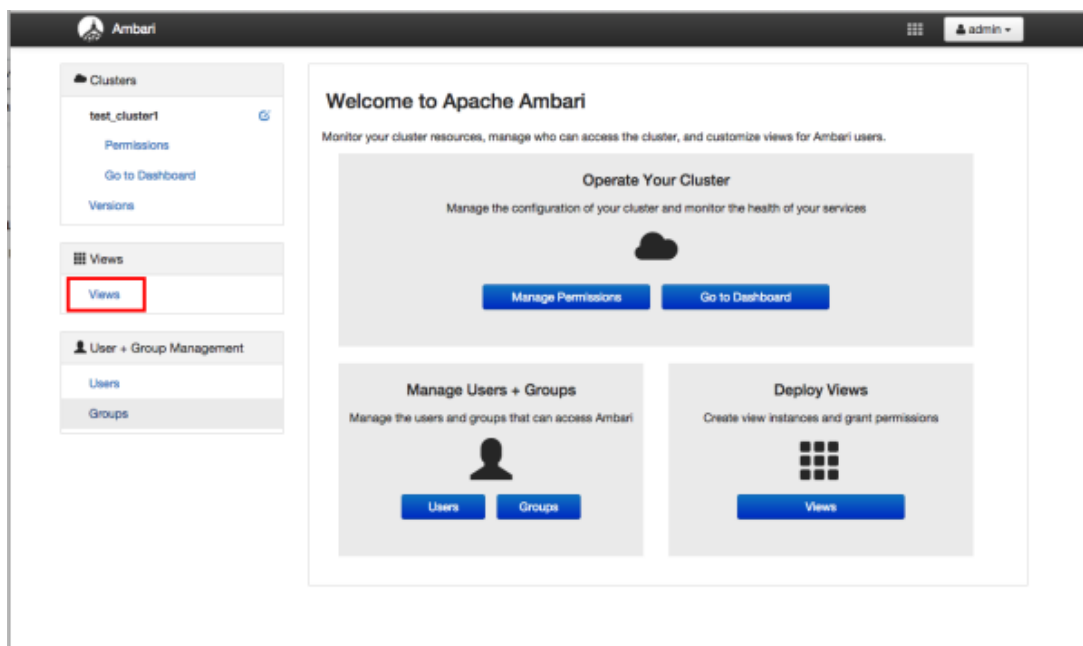 Ambari
admin
Clusters
test_cluster1
Permissions
Go to Dashboard
Versions
Views
Views
User + Group Management
Users
Groups
Welcome to Apache Ambari
Monitor your cluster resources, manage who can access the cluster, and customize views for Ambari users.
Operate Your Cluster
Manage the configuration of your cluster and monitor the health of your services
Manage Permissions
Go to Dashboard
Manage Users + Groups
Manage the users and groups that can access Ambari
Users
Groups
Deploy Views
Create view instances and grant permissions
Views